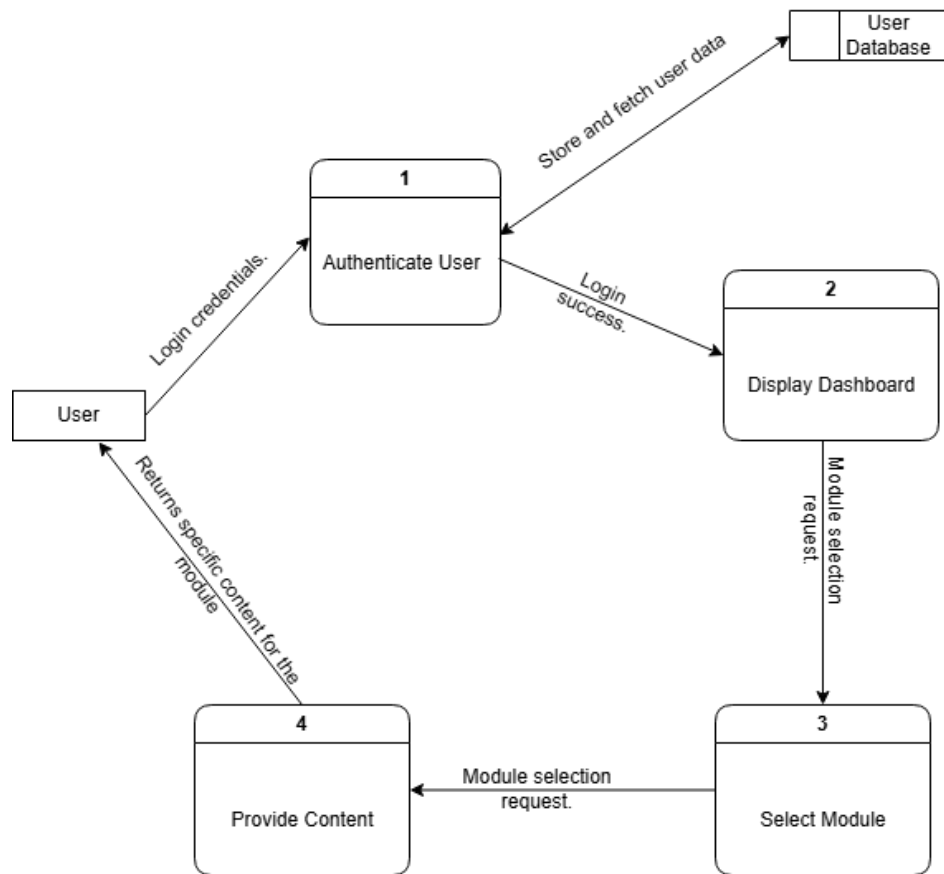 User
Database
Store and fetch user data
1
Authenticate User
Login credentials.
Login
success.
2
Display Dashboard
User
Module selection
request.
Returns specific content for the
module
4
Provide Content
Module selection
request.
3
Select Module